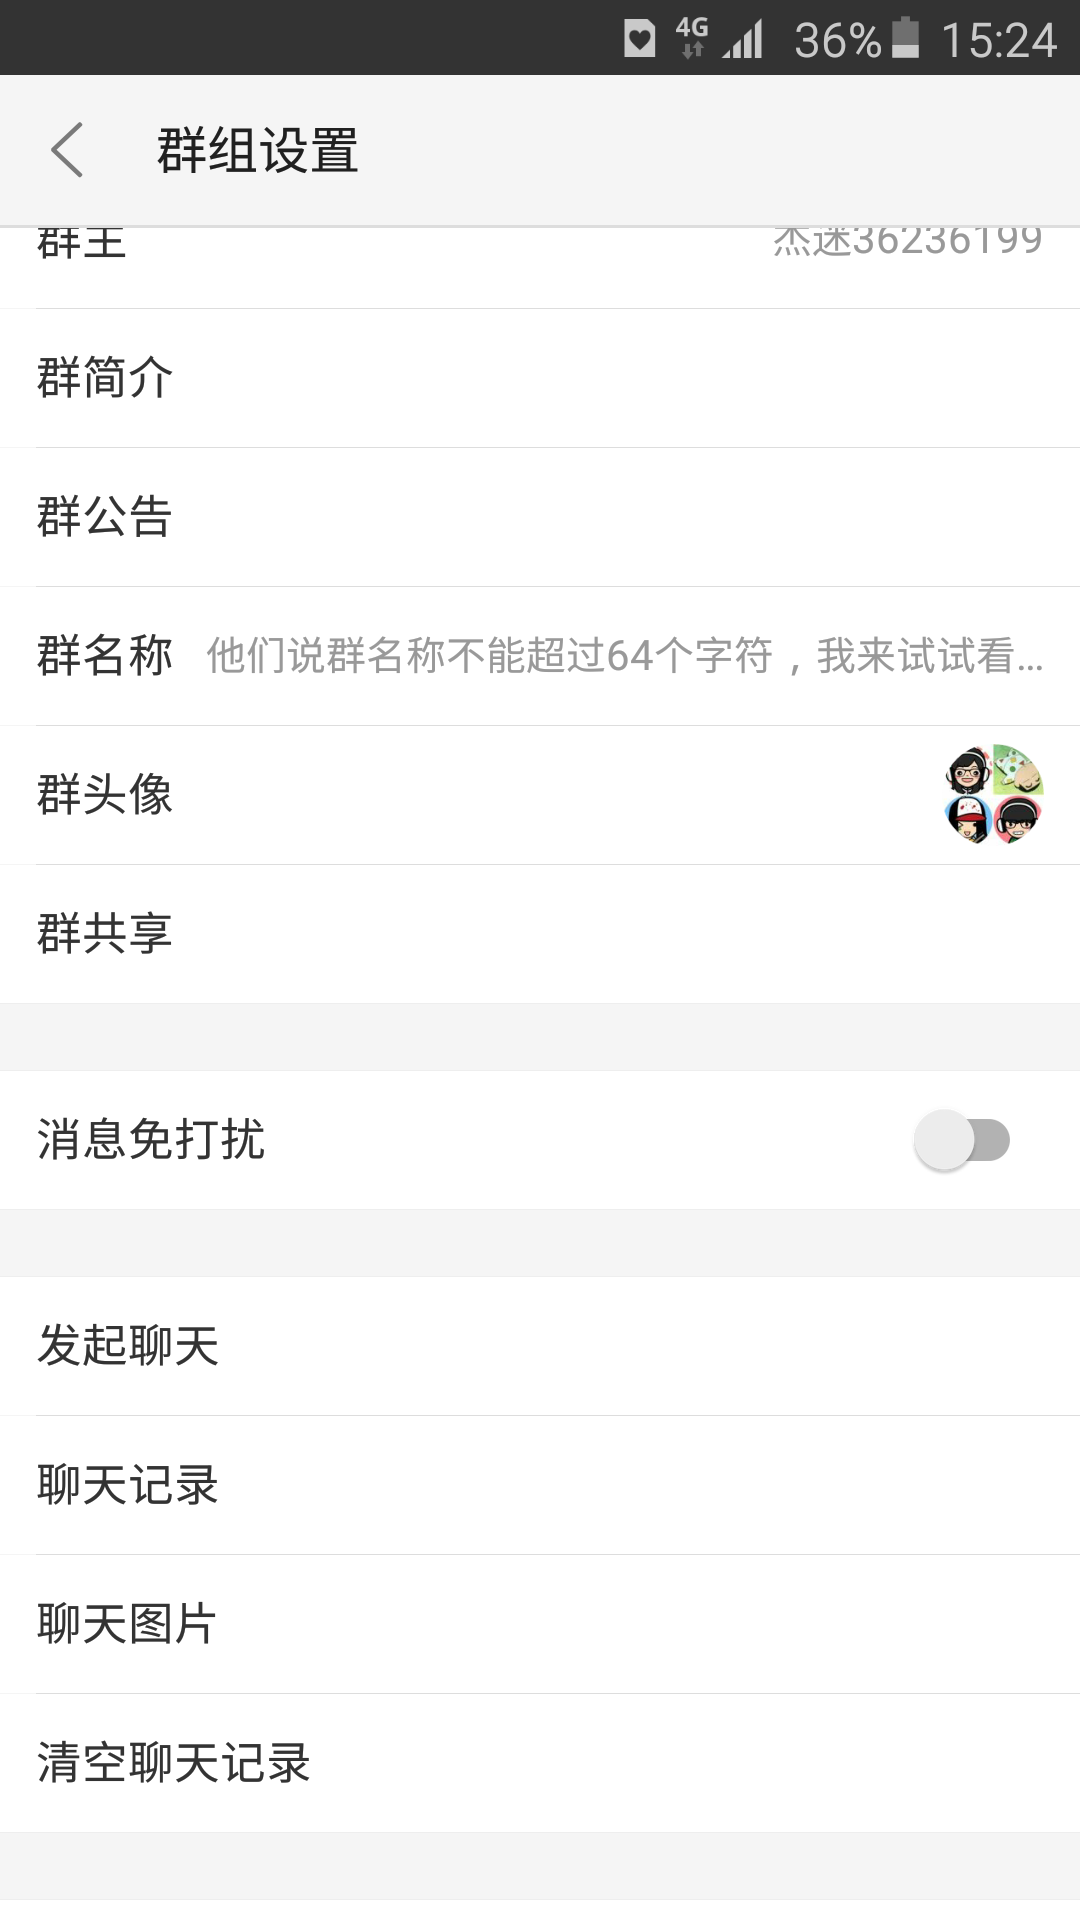 4G 36% 15:24
群组设置
群主 杰迷36236199
群简介
群公告
群名称 他们说群名称不能超过64个字符，我来试试看...
群头像
群共享
消息免打扰
发起聊天
聊天记录
聊天图片
清空聊天记录